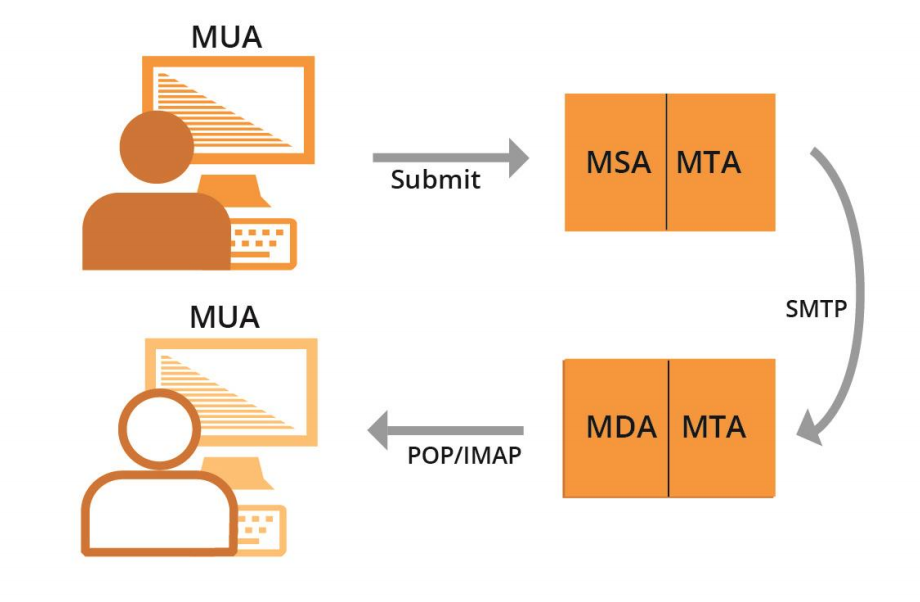 MUA
Submit
MSA MTA
SMTP
MDA MTA
POP/IMAP
MUA